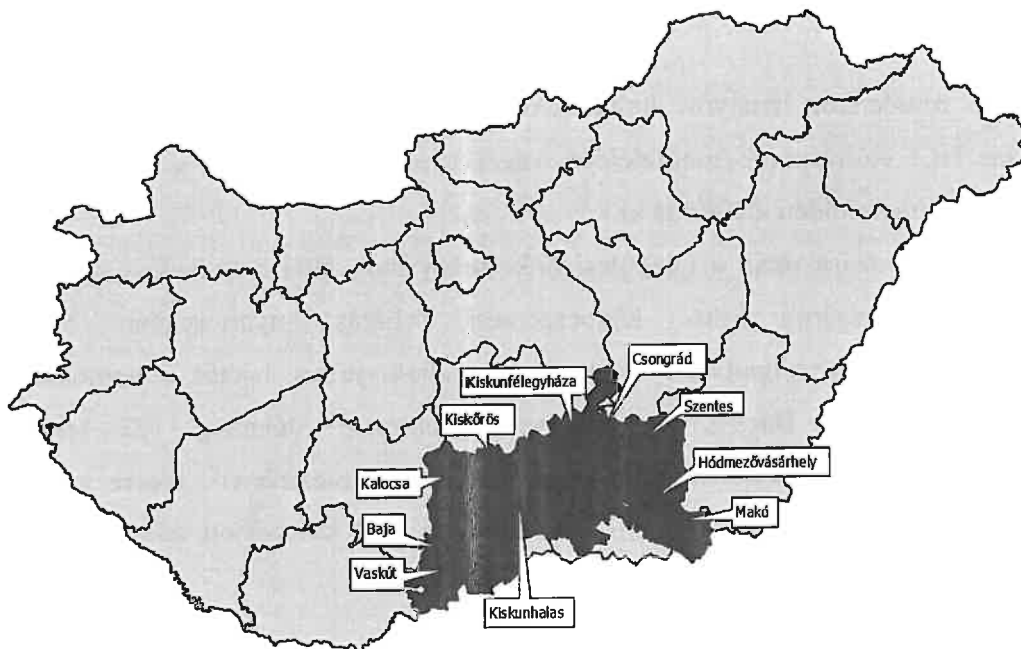 Csongrád
Kiskunfélegyháza
Szentes
Kiskőrös
Hódmezővásárhely
Kalocsa
Makó
Baja
Vaskút
Kiskunhalas